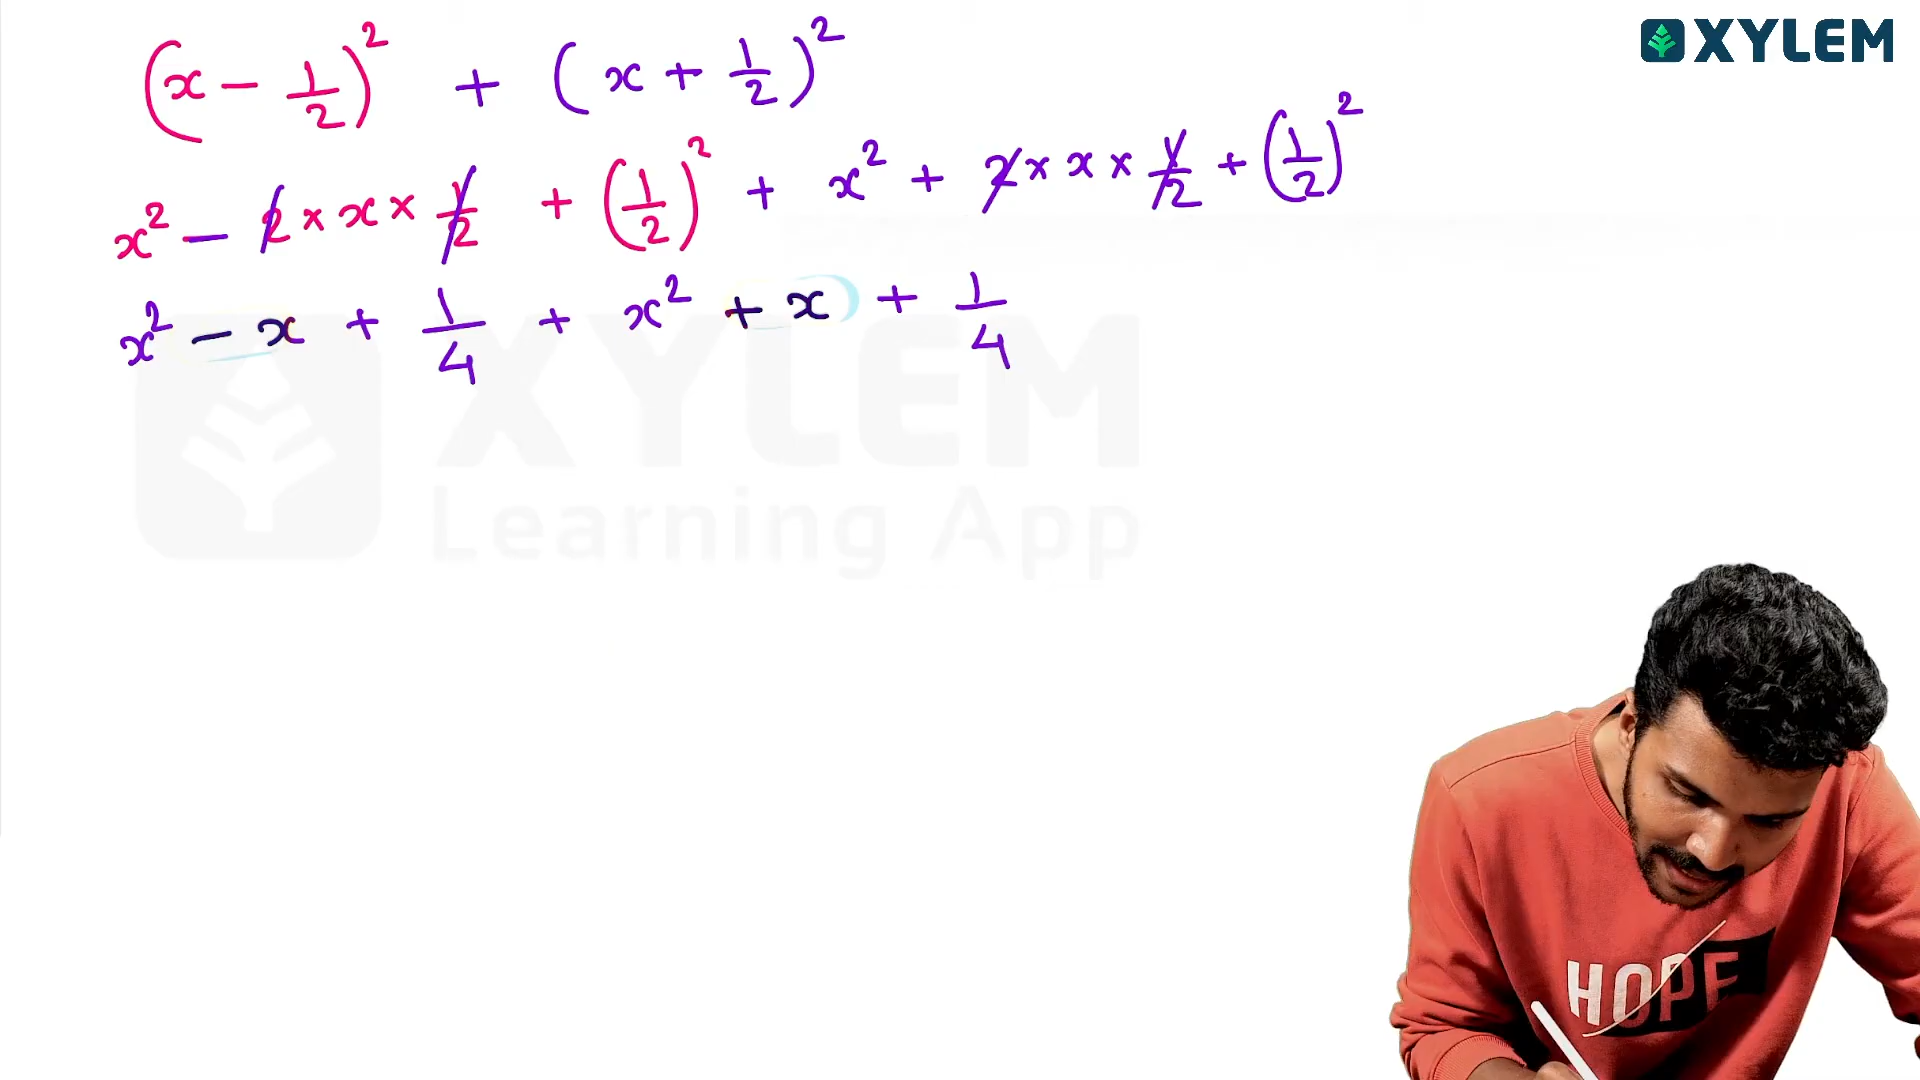 XYLEM
(x - 1/2)² + (x + 1/2)²
x² - 2 × x × 1/2 + (1/2)² + x² + 2 × x × 1/2 + (1/2)²
x² - x + 1/4 + x² + x + 1/4
XYLEM
Learning App
HOPE